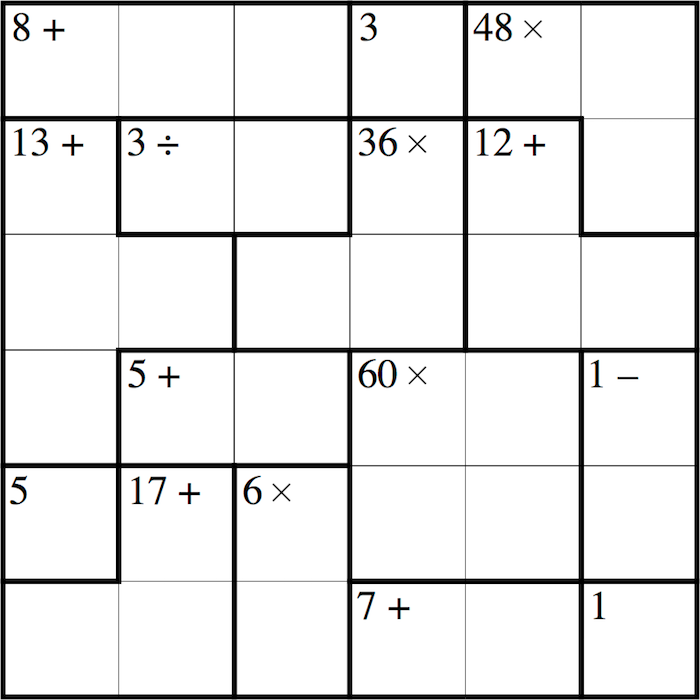 8 + 3 48 ×
13 + 3 ÷ 36 × 12 +
5 + 60 × 1 −
5 17 + 6 ×
7 + 1